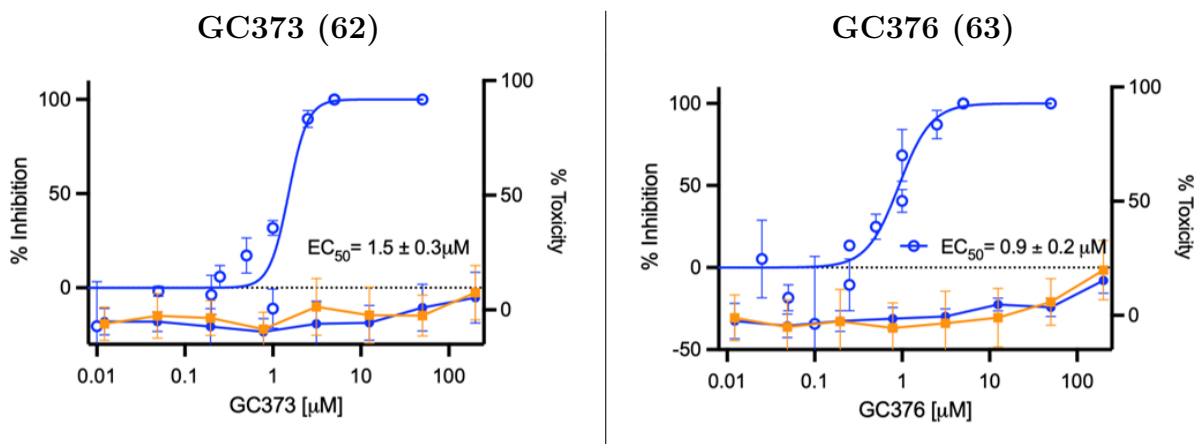 GC373 (62)
100
50
0
% Inhibition
100
50
0
% Toxicity
EC50= 1.5 ± 0.3µM
0.01
0.1
1
10
100
GC373 [µM]
GC376 (63)
100
50
0
-50
% Inhibition
100
50
0
% Toxicity
EC50= 0.9 ± 0.2 µM
0.01
0.1
1
10
100
GC376 [µM]